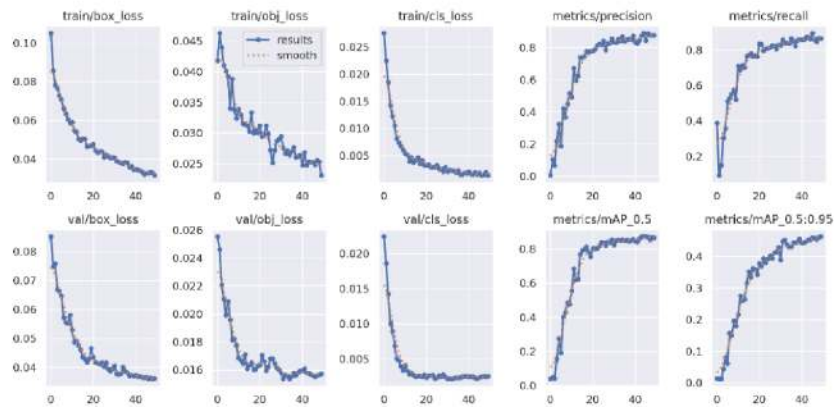 train/box_loss
train/obj_loss
train/cls_loss
metrics/precision
metrics/recall
0.10
0.08
0.06
0.04
0 20 40
0.045
0.040
0.035
0.030
0.025
results
smooth
0 20 40
0.025
0.020
0.015
0.010
0.005
0 20 40
0.8
0.6
0.4
0.2
0.0
0 20 40
0.8
0.6
0.4
0.2
0 20 40
val/box_loss
val/obj_loss
val/cls_loss
metrics/mAP_0.5
metrics/mAP_0.5:0.95
0.08
0.07
0.06
0.05
0.04
0 20 40
0.026
0.024
0.022
0.020
0.018
0.016
0 20 40
0.020
0.015
0.010
0.005
0 20 40
0.8
0.6
0.4
0.2
0.0
0 20 40
0.4
0.3
0.2
0.1
0.0
0 20 40